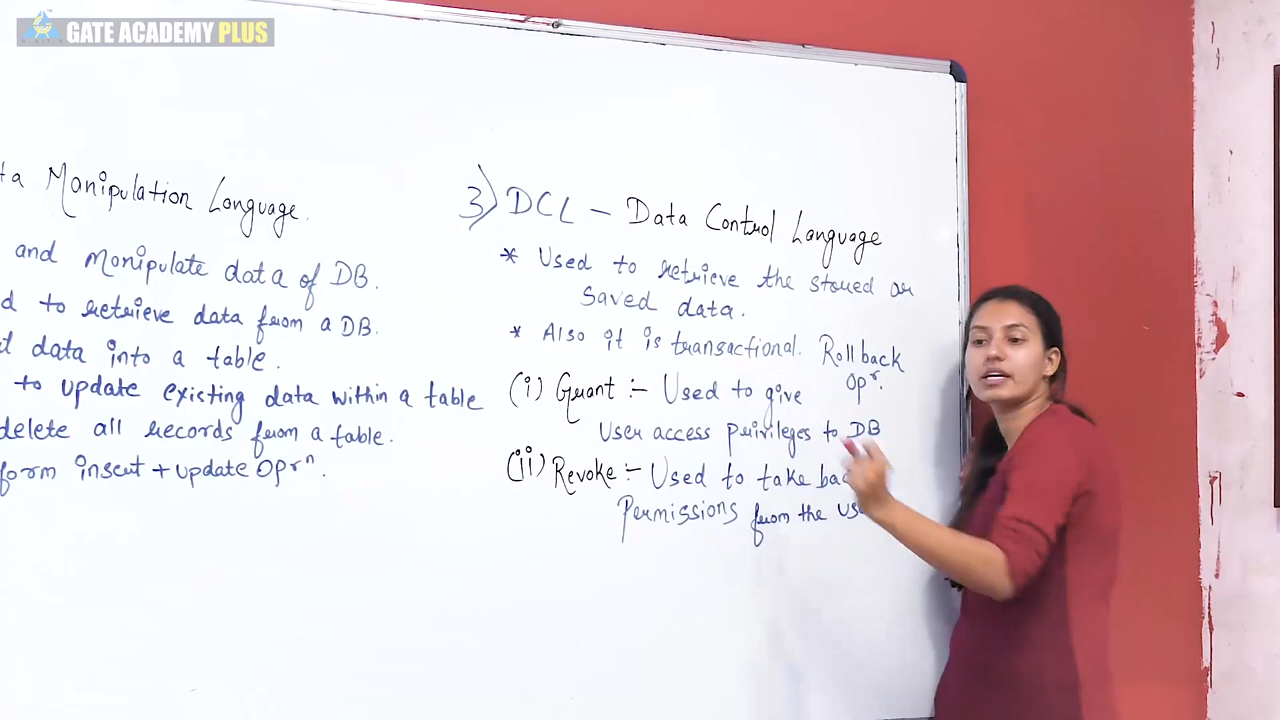 GATE ACADEMY PLUS
ta Manipulation Language.
and Manipulate data of DB.
d to retrieve data from a DB.
t data into a table.
to update existing data within a table
delete all records from a table.
form insert + update Oprⁿ.
3) DCL - Data Control Language
* Used to retrieve the stored or
saved data.
* Also it is transactional. Roll back
Opʳ.
(i) Grant :- Used to give
User access privileges to DB
(ii) Revoke :- Used to take bac
Permissions from the us